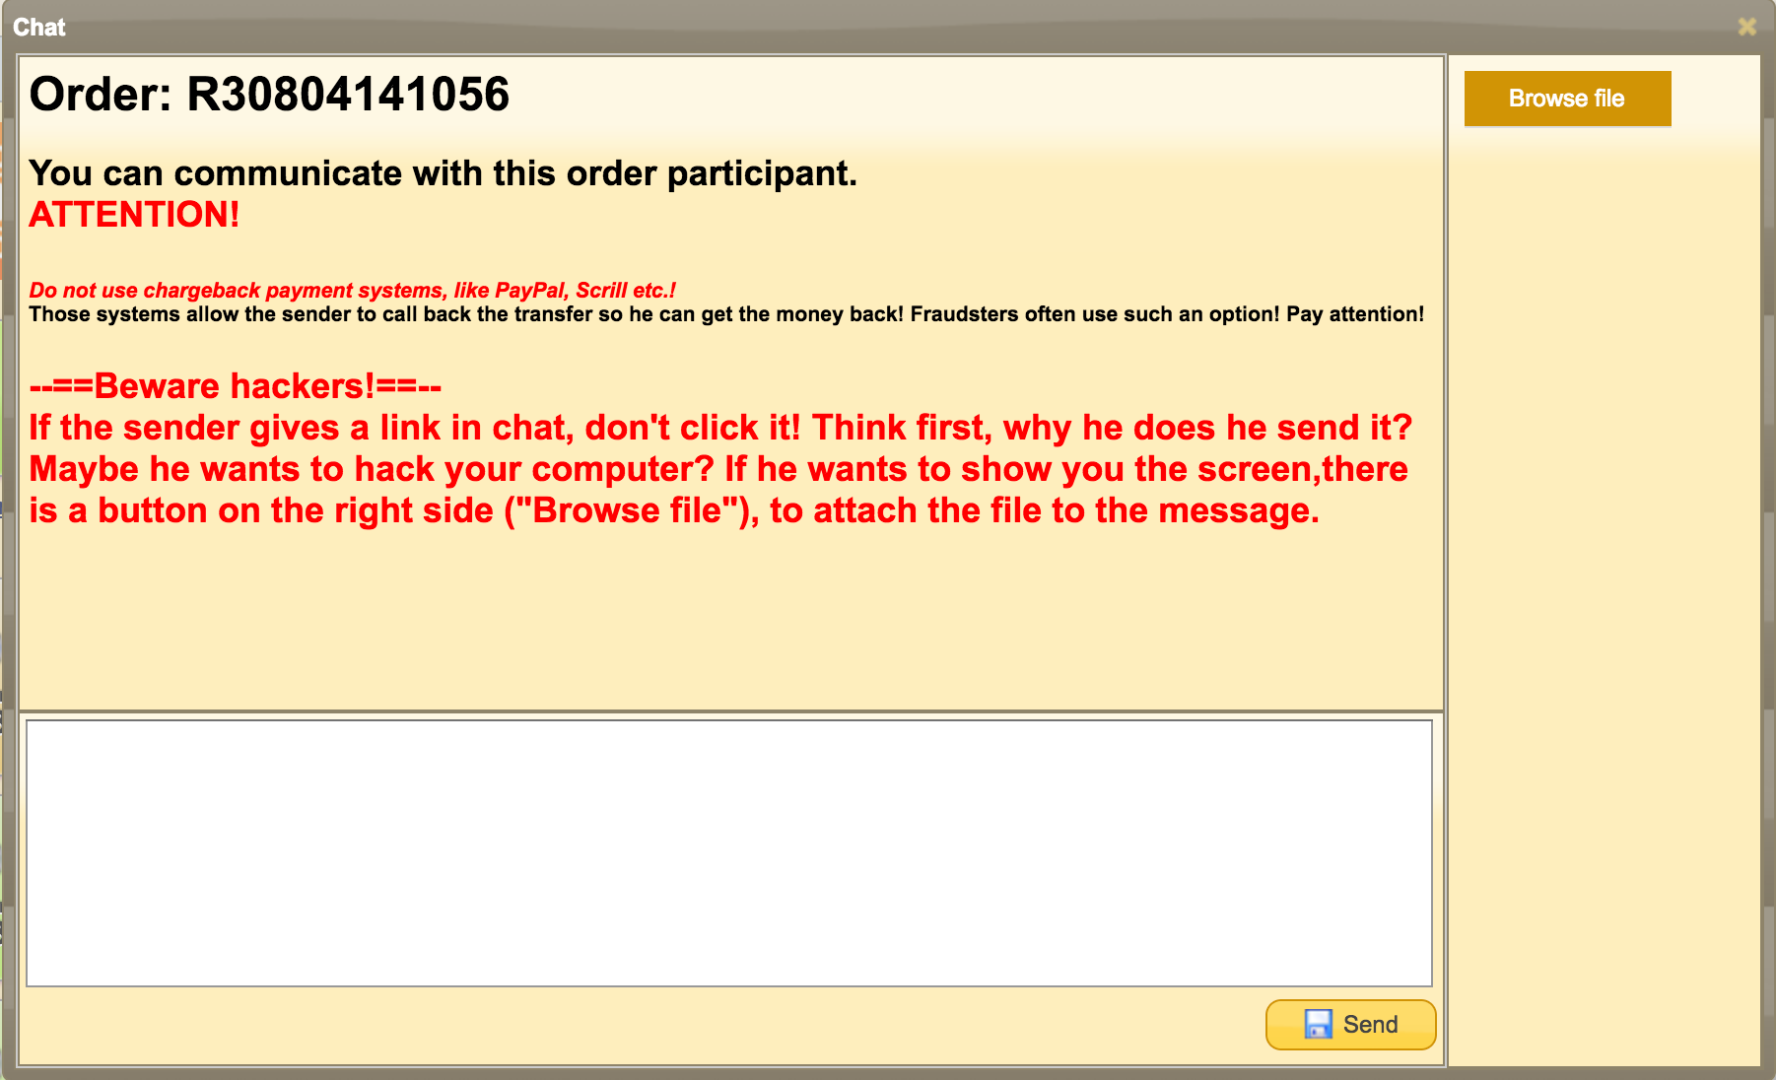 Chat
Order: R30804141056
Browse file
You can communicate with this order participant.
ATTENTION!
Do not use chargeback payment systems, like PayPal, Scrill etc.!
Those systems allow the sender to call back the transfer so he can get the money back! Fraudsters often use such an option! Pay attention!
--==Beware hackers!==--
If the sender gives a link in chat, don't click it! Think first, why he does he send it?
Maybe he wants to hack your computer? If he wants to show you the screen,there
is a button on the right side ("Browse file"), to attach the file to the message.
Send